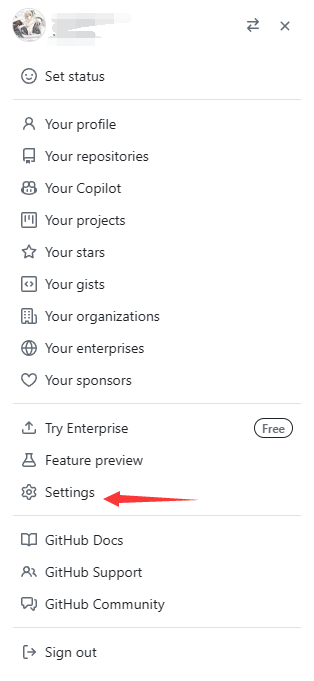 Set status
Your profile
Your repositories
Your Copilot
Your projects
Your stars
Your gists
Your organizations
Your enterprises
Your sponsors
Try Enterprise Free
Feature preview
Settings
GitHub Docs
GitHub Support
GitHub Community
Sign out